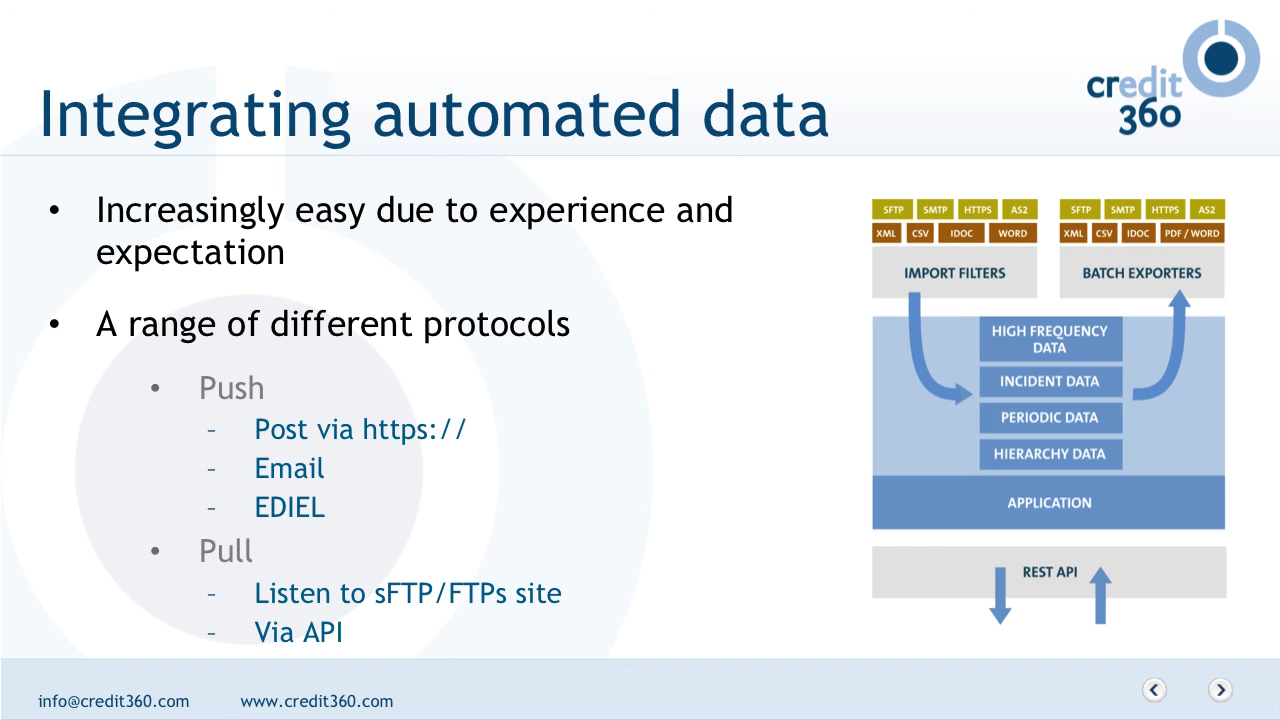 credit
360
Integrating automated data
• Increasingly easy due to experience and
expectation
• A range of different protocols
• Push
– Post via https://
– Email
– EDIEL
• Pull
– Listen to sFTP/FTPs site
– Via API
SFTP SMTP HTTPS AS2
XML CSV IDOC WORD
IMPORT FILTERS
SFTP SMTP HTTPS AS2
XML CSV IDOC PDF / WORD
BATCH EXPORTERS
HIGH FREQUENCY
DATA
INCIDENT DATA
PERIODIC DATA
HIERARCHY DATA
APPLICATION
REST API
info@credit360.com www.credit360.com